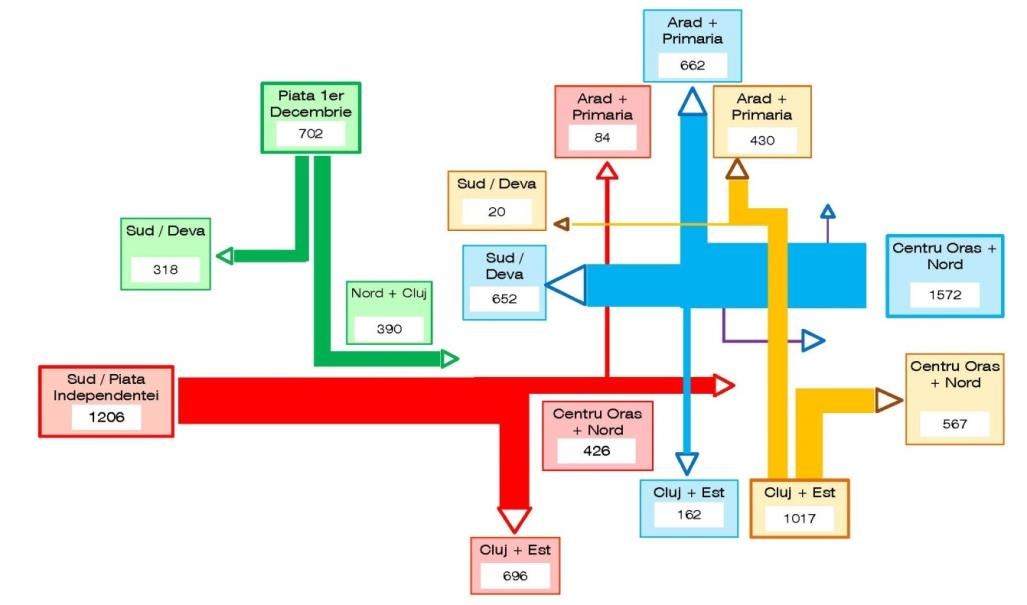 Arad +
Primaria
662
Piata 1er
Decembrie
702
Arad +
Primaria
84
Arad +
Primaria
430
Sud / Deva
20
Sud / Deva
318
Sud /
Deva
652
Centru Oras +
Nord
1572
Nord + Cluj
390
Sud / Piata
Independentei
1206
Centru Oras
+ Nord
567
Centru Oras
+ Nord
426
Cluj + Est
162
Cluj + Est
1017
Cluj + Est
696